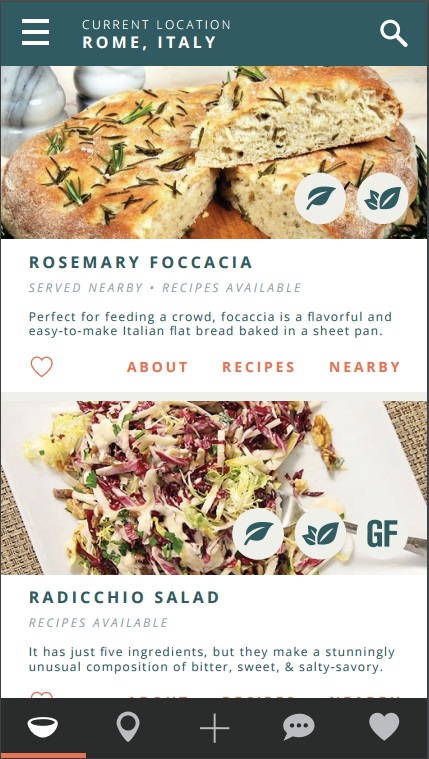 CURRENT LOCATION
ROME, ITALY
ROSEMARY FOCCACIA
SERVED NEARBY • RECIPES AVAILABLE
Perfect for feeding a crowd, focaccia is a flavorful and
easy-to-make Italian flat bread baked in a sheet pan.
ABOUT RECIPES NEARBY
GF
RADICCHIO SALAD
RECIPES AVAILABLE
It has just five ingredients, but they make a stunningly
unusual composition of bitter, sweet, & salty-savory.